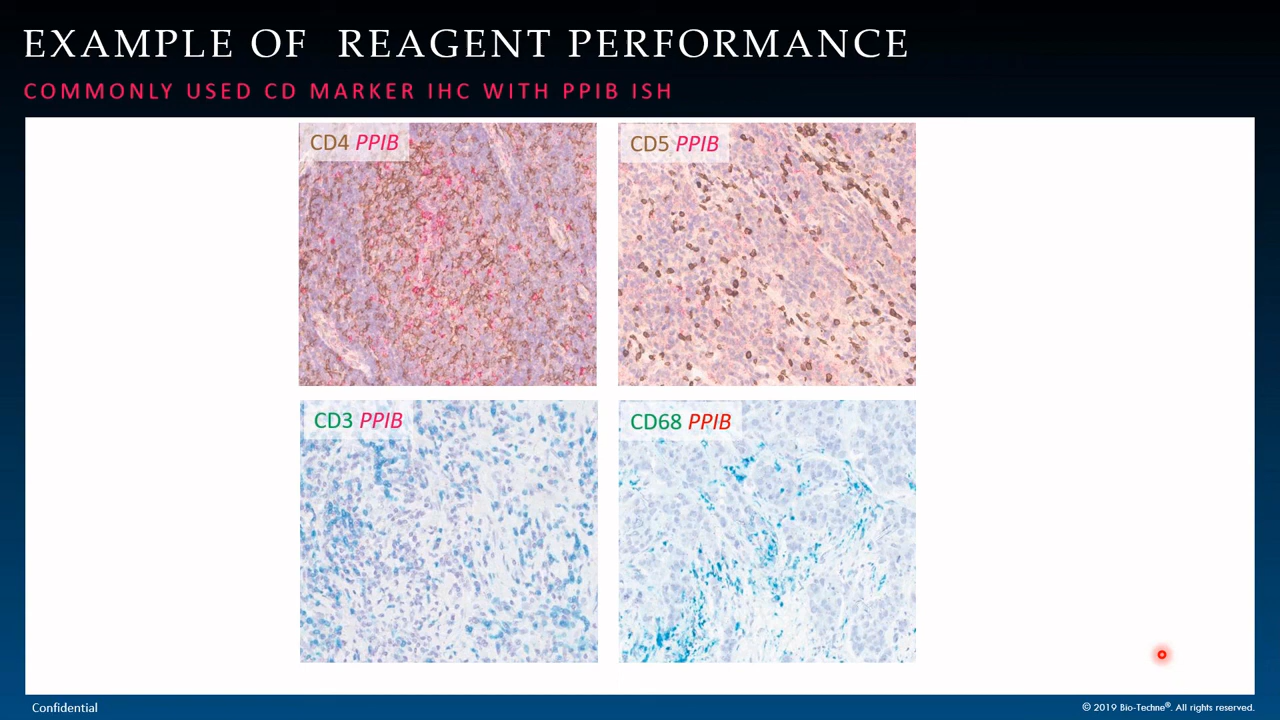 EXAMPLE OF REAGENT PERFORMANCE
COMMONLY USED CD MARKER IHC WITH PPIB ISH
CD4 PPIB
CD5 PPIB
CD3 PPIB
CD68 PPIB
Confidential
© 2019 Bio-Techne®. All rights reserved.